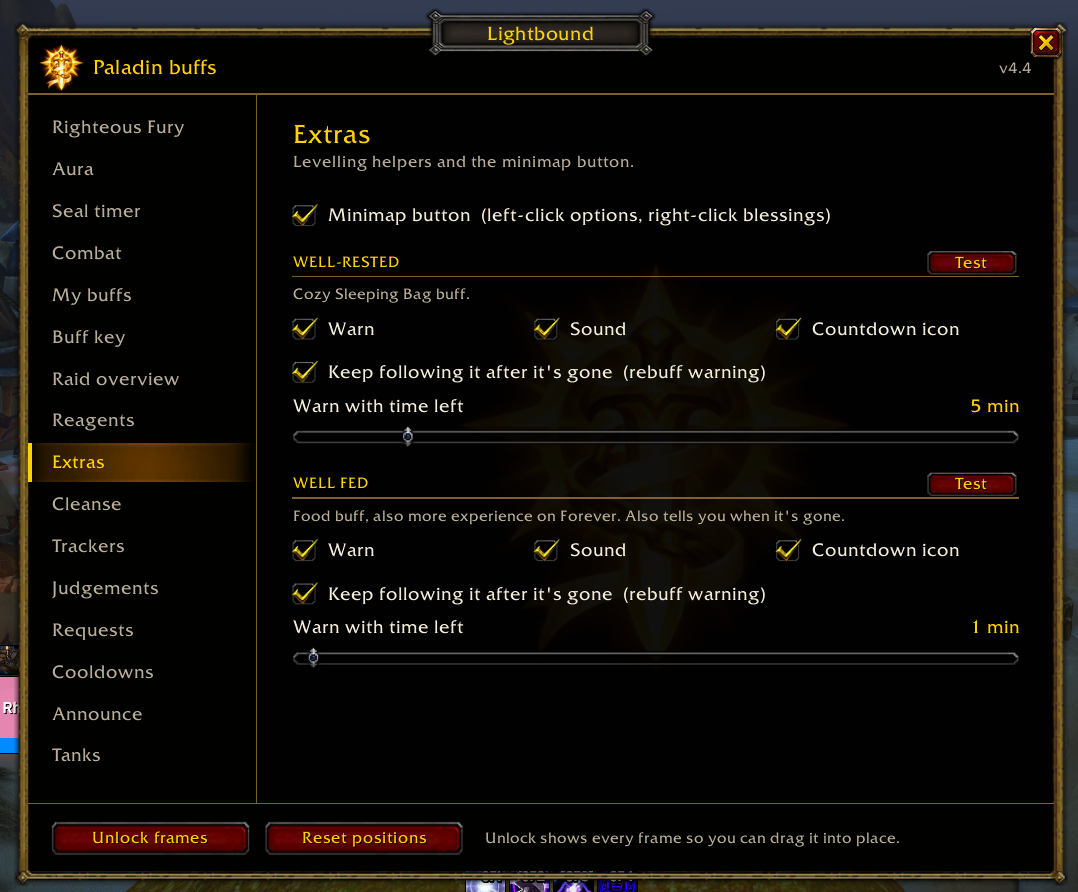 Lightbound
Paladin buffs
v4.4
Righteous Fury
Aura
Seal timer
Combat
My buffs
Buff key
Raid overview
Reagents
Extras
Cleanse
Trackers
Judgements
Requests
Cooldowns
Announce
Tanks
Extras
Levelling helpers and the minimap button.
Minimap button (left-click options, right-click blessings)
WELL-RESTED
Test
Cozy Sleeping Bag buff.
Warn
Sound
Countdown icon
Keep following it after it's gone (rebuff warning)
Warn with time left
5 min
WELL FED
Test
Food buff, also more experience on Forever. Also tells you when it's gone.
Warn
Sound
Countdown icon
Keep following it after it's gone (rebuff warning)
Warn with time left
1 min
Unlock frames
Reset positions
Unlock shows every frame so you can drag it into place.